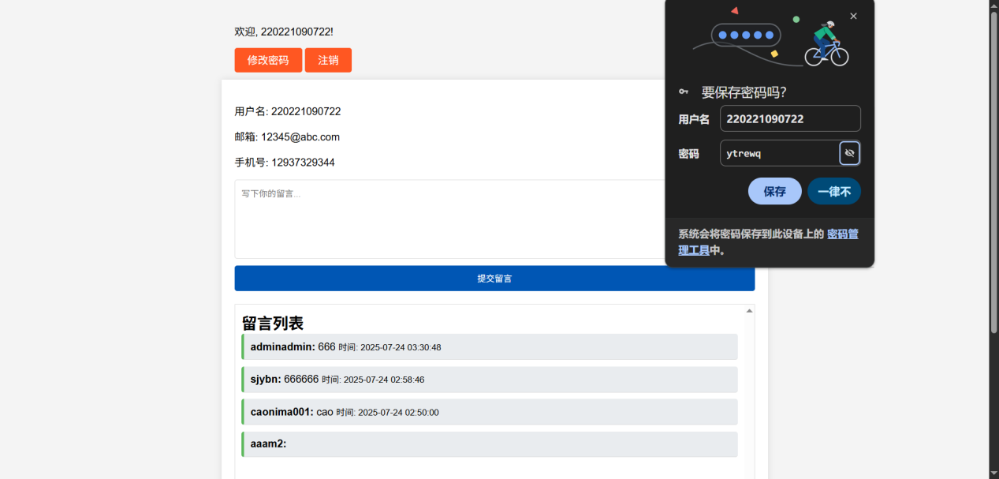 欢迎, 220221090722!
修改密码 注销
用户名: 220221090722
邮箱: 12345@abc.com
手机号: 12937329344
写下你的留言...
提交留言
留言列表
adminadmin: 666 时间: 2025-07-24 03:30:48
sjybn: 666666 时间: 2025-07-24 02:58:46
caonima001: cao 时间: 2025-07-24 02:50:00
aaam2:
要保存密码吗?
用户名 220221090722
密码 ytrewq
保存 一律不
系统会将密码保存到此设备上的 密码管
理工具中。